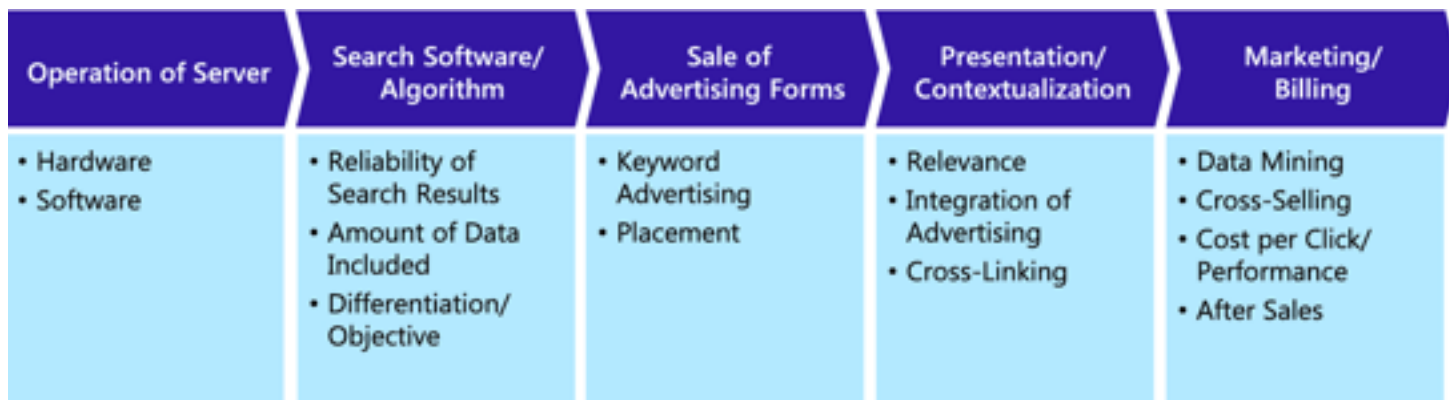 Operation of Server
Search Software/
Algorithm
Sale of
Advertising Forms
Presentation/
Contextualization
Marketing/
Billing
• Hardware
• Software
• Reliability of
Search Results
• Amount of Data
Included
• Differentiation/
Objective
• Keyword
Advertising
• Placement
• Relevance
• Integration of
Advertising
• Cross-Linking
• Data Mining
• Cross-Selling
• Cost per Click/
Performance
• After Sales